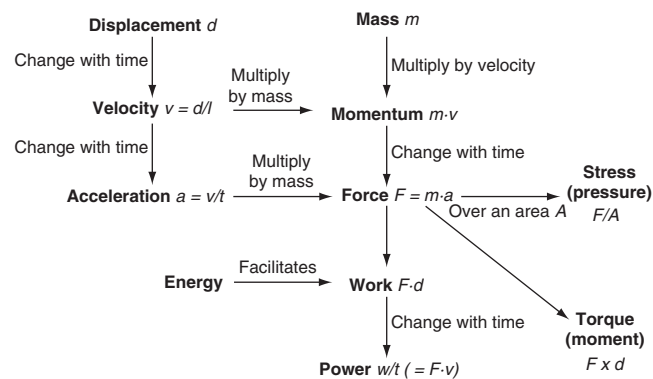 Displacement d
Mass m
Change with time
Multiply by velocity
Multiply
by mass
Velocity v = d/l
Momentum m·v
Change with time
Change with time
Multiply
by mass
Stress
(pressure)
F/A
Acceleration a = v/t
Force F = m·a
Over an area A
Energy
Facilitates
Work F·d
Change with time
Torque
(moment)
F x d
Power w/t ( = F·v)